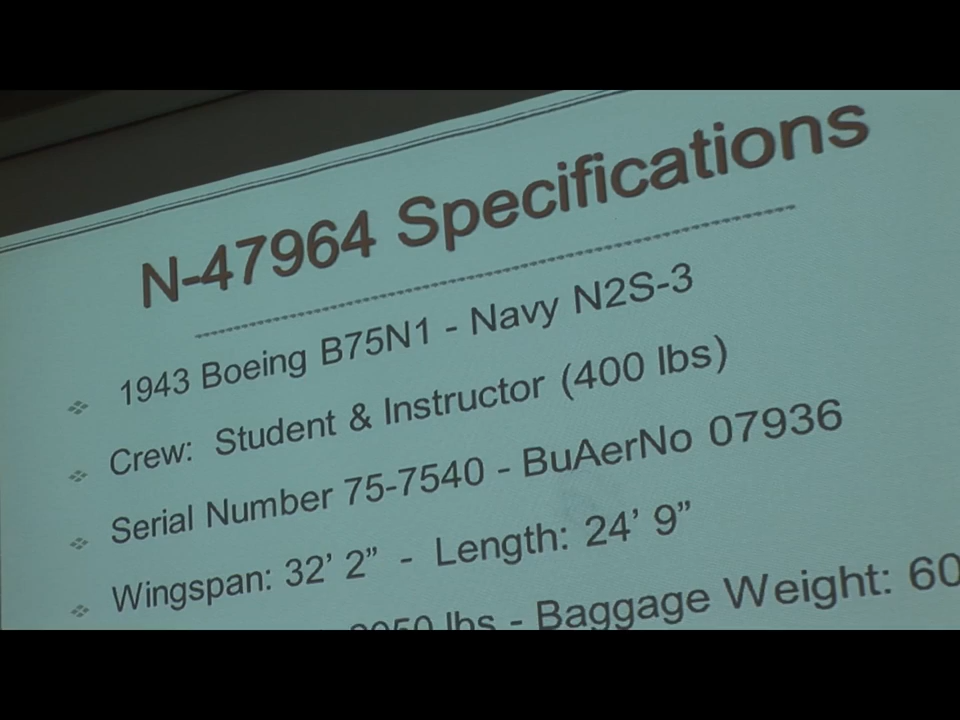 N-47964 Specifications
1943 Boeing B75N1 - Navy N2S-3
Crew: Student & Instructor (400 lbs)
Serial Number 75-7540 - BuAerNo 07936
Wingspan: 32’ 2” - Length: 24’ 9”
lbs - Baggage Weight: 60